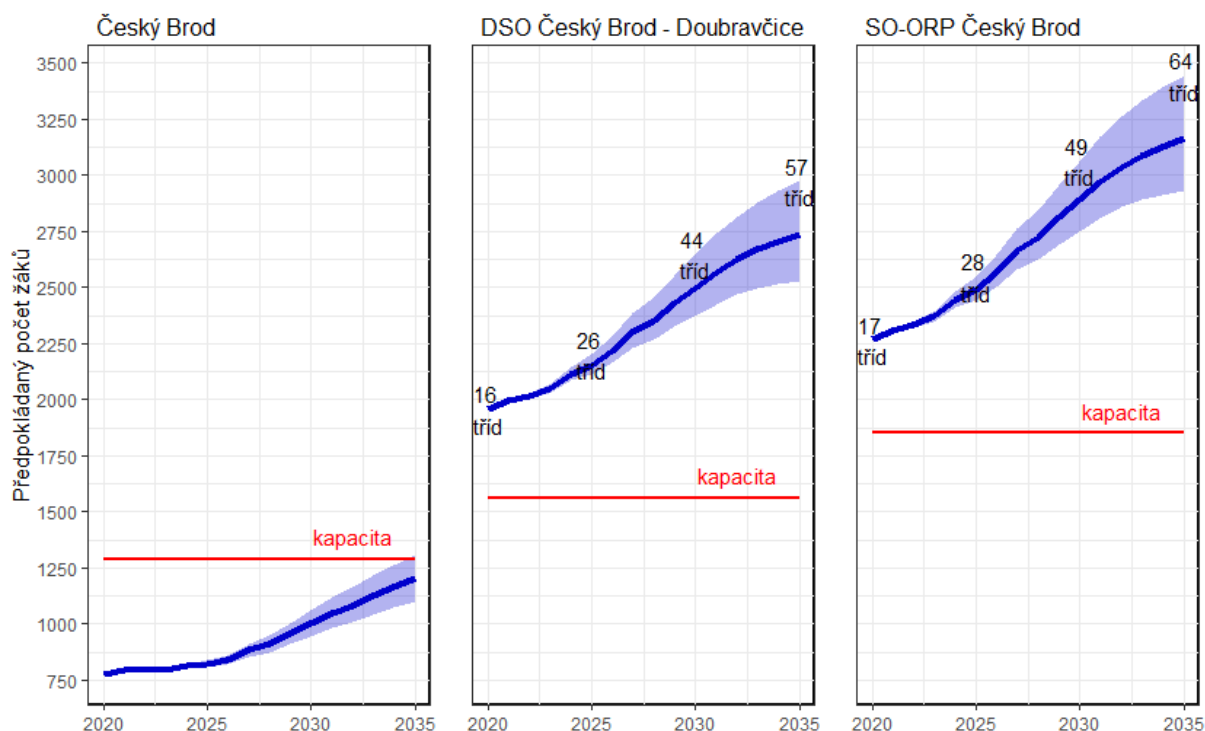 Český Brod
DSO Český Brod - Doubravčice
SO-ORP Český Brod
Předpokládaný počet žáků
3500
3250
3000
2750
2500
2250
2000
1750
1500
1250
1000
750
kapacita
2020
2025
2030
2035
16
tříd
26
tříd
44
tříd
57
tříd
kapacita
2020
2025
2030
2035
17
tříd
28
tříd
49
tříd
64
tříd
kapacita
2020
2025
2030
2035